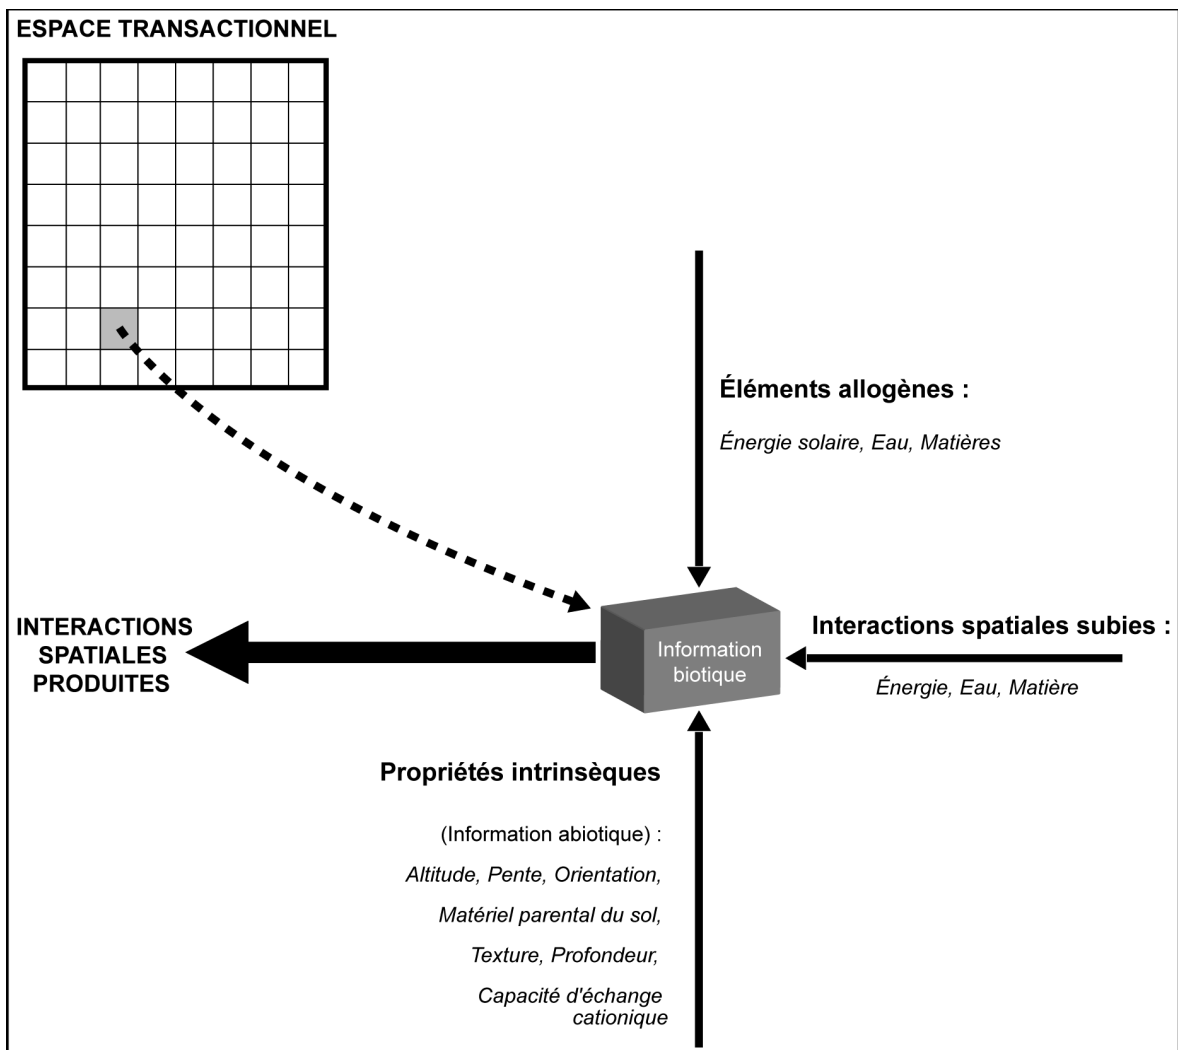 ESPACE TRANSACTIONNEL
Éléments allogènes :
Énergie solaire, Eau, Matières
INTERACTIONS
SPATIALES
PRODUITES
Information
biotique
Interactions spatiales subies :
Énergie, Eau, Matière
Propriétés intrinsèques
(Information abiotique) :
Altitude, Pente, Orientation,
Matériel parental du sol,
Texture, Profondeur,
Capacité d'échange
cationique